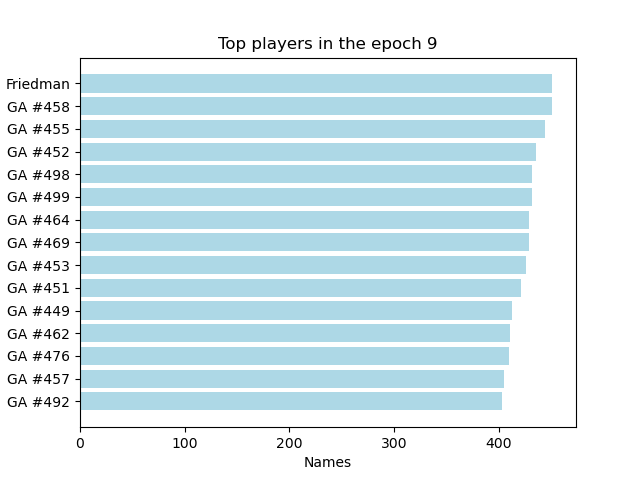 Top players in the epoch 9
Friedman
GA #458
GA #455
GA #452
GA #498
GA #499
GA #464
GA #469
GA #453
GA #451
GA #449
GA #462
GA #476
GA #457
GA #492
0 100 200 300 400
Names